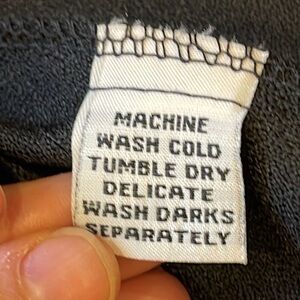 MACHINE
WASH COLD
TUMBLE DRY
DELICATE
WASH DARKS
SEPARATELY